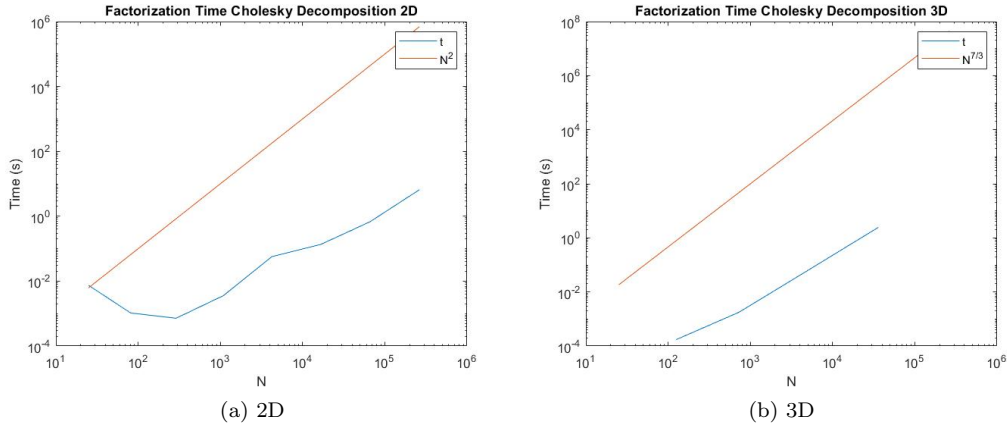 Factorization Time Cholesky Decomposition 2D
10^6
10^4
10^2
10^0
10^-2
10^-4
Time (s)
10^1
10^2
10^3
10^4
10^5
10^6
N
t
N^2
(a) 2D
Factorization Time Cholesky Decomposition 3D
10^8
10^6
10^4
10^2
10^0
10^-2
10^-4
Time (s)
10^1
10^2
10^3
10^4
10^5
10^6
N
t
N^7/3
(b) 3D